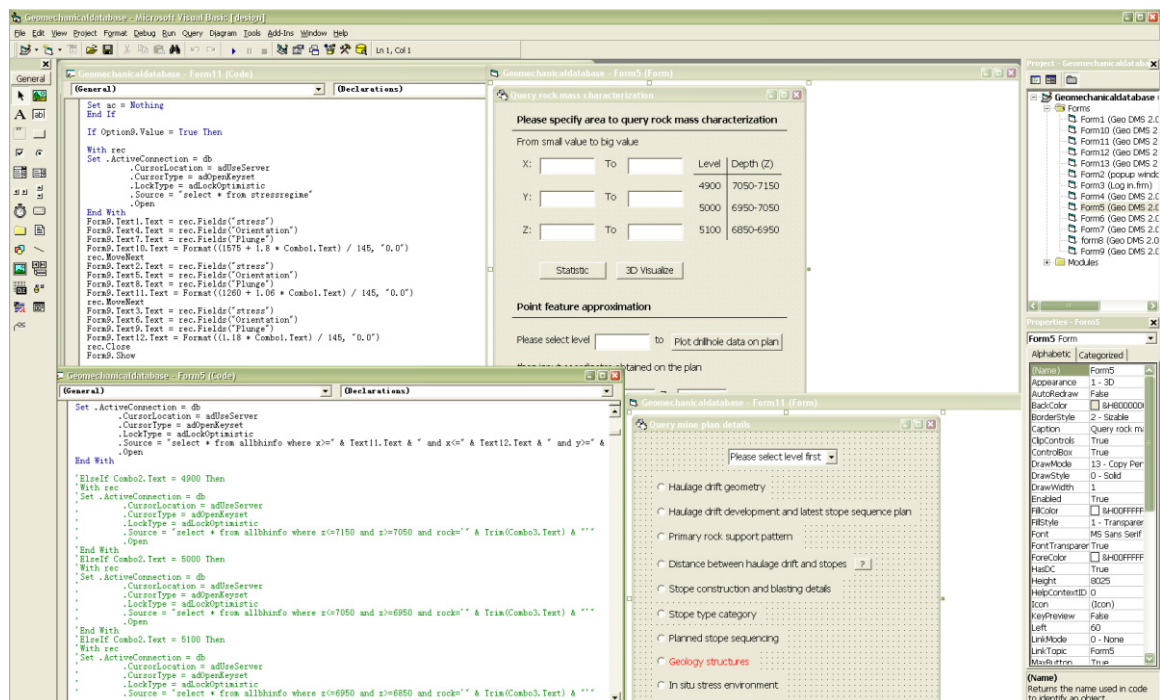 Geomechanicaldatabase - Microsoft Visual Basic [design]
File Edit View Project Format Debug Run Query Diagram Tools Add-Ins Window Help
Ln 1, Col 1
General
Geomechanicaldatabase - Form11 (Code)
(General) (Declarations)
Set ac = Nothing
End If
If Option9.Value = True Then
With rec
Set .ActiveConnection = db
.CursorLocation = adUseServer
.CursorType = adOpenKeyset
.LockType = adLockOptimistic
.Source = "select * from stressregime"
.Open
End With
Form9.Text1.Text = rec.Fields("stress")
Form9.Text4.Text = rec.Fields("Orientation")
Form9.Text7.Text = rec.Fields("Plunge")
Form9.Text10.Text = Format((1575 + 1.8 * Combo1.Text) / 145, "0.0")
rec.MoveNext
Form9.Text2.Text = rec.Fields("stress")
Form9.Text5.Text = rec.Fields("Orientation")
Form9.Text8.Text = rec.Fields("Plunge")
Form9.Text11.Text = Format((1260 + 1.06 * Combo1.Text) / 145, "0.0")
rec.MoveNext
Form9.Text3.Text = rec.Fields("stress")
Form9.Text6.Text = rec.Fields("Orientation")
Form9.Text9.Text = rec.Fields("Plunge")
Form9.Text12.Text = Format((1.18 * Combo1.Text) / 145, "0.0")
rec.Close
Form9.Show
Geomechanicaldatabase - Form5 (Form)
Query rock mass characterization
Please specify area to query rock mass characterization
From small value to big value
X: To Level Depth (Z)
4900 7050-7150
Y: To
5000 6950-7050
Z: To 5100 6850-6950
Statistic 3D Visualize
Point feature approximation
Please select level to Plot drillhole data on plan
Geomechanicaldatabase - Form5 (Code)
(General) (Declarations)
Set .ActiveConnection = db
.CursorLocation = adUseServer
.CursorType = adOpenKeyset
.LockType = adLockOptimistic
.Source = "select * from allbhinfo where x>=" & Text11.Text & " and x<=" & Text12.Text & " and y>=" &
.Open
End With
'ElseIf Combo2.Text = 4900 Then
'With rec
'Set .ActiveConnection = db
' .CursorLocation = adUseServer
' .CursorType = adOpenKeyset
' .LockType = adLockOptimistic
' .Source = "select * from allbhinfo where z<=7150 and z>=7050 and rock='" & Trim(Combo3.Text) & "'"
' .Open
'End With
'ElseIf Combo2.Text = 5000 Then
'With rec
'Set .ActiveConnection = db
' .CursorLocation = adUseServer
' .CursorType = adOpenKeyset
' .LockType = adLockOptimistic
' .Source = "select * from allbhinfo where z<=7050 and z>=6950 and rock='" & Trim(Combo3.Text) & "'"
' .Open
'End With
'ElseIf Combo2.Text = 5100 Then
'With rec
'Set .ActiveConnection = db
' .CursorLocation = adUseServer
' .CursorType = adOpenKeyset
' .LockType = adLockOptimistic
' .Source = "select * from allbhinfo where z<=6950 and z>=6850 and rock='" & Trim(Combo3.Text) & "'"
' .Open
Geomechanicaldatabase - Form11 (Form)
Query mine plan details
Please select level first
Haulage drift geometry
Haulage drift development and latest stope sequence plan
Primary rock support pattern
Distance between haulage drift and stopes ?
Stope construction and blasting details
Stope type category
Planned stope sequencing
Geology structures
In situ stress environment
Project - Geomechanicaldataba
Geomechanicaldatabase
Forms
Form1 (Geo DMS 2.0
Form10 (Geo DMS 2
Form11 (Geo DMS 2
Form12 (Geo DMS 2
Form13 (Geo DMS 2
Form2 (popup windo
Form3 (Log in.frm)
Form4 (Geo DMS 2.0
Form5 (Geo DMS 2.0
Form6 (Geo DMS 2.0
Form7 (Geo DMS 2.0
form8 (Geo DMS 2.0
Form9 (Geo DMS 2.0
Modules
Properties - Form5
Form5 Form
Alphabetic Categorized
(Name) Form5
Appearance 1 - 3D
AutoRedraw False
BackColor &H800000
BorderStyle 2 - Sizable
Caption Query rock ma
ClipControls True
ControlBox True
DrawMode 13 - Copy Per
DrawStyle 0 - Solid
DrawWidth 1
Enabled True
FillColor &H00FFFFF
FillStyle 1 - Transparer
Font MS Sans Serif
FontTransparer True
ForeColor &H00FFFFF
HasDC True
Height 8025
HelpContextID 0
Icon (Icon)
KeyPreview False
Left 60
LinkMode 0 - None
LinkTopic Form5
MaxButton True
(Name)
Returns the name used in code
to identify an object